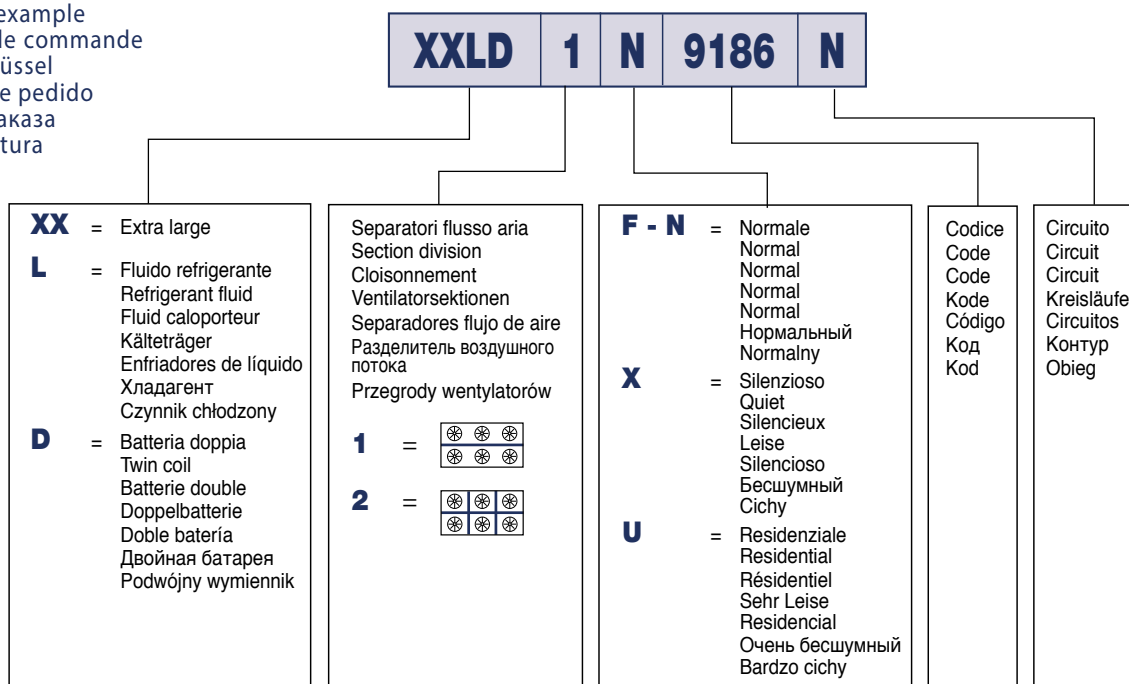 example
de commande
e pedido
XXLD 1 N 9186 N
XX = Extra large
L = Fluido refrigerante
Refrigerant fluid
Fluid caloporteur
Kälteträger
Enfriadores de líquido
Хладагент
Czynnik chłodzony
D = Batteria doppia
Twin coil
Batterie double
Doppelbatterie
Doble batería
Двойная батарея
Podwójny wymiennik
Separatori flusso aria
Section division
Cloisonnement
Ventilatorsektionen
Separadores flujo de aire
Разделитель воздушного
потока
Przegrody wentylatorów
1 =
2 =
F - N = Normale
Normal
Normal
Normal
Normal
Нормальный
Normalny
X = Silenzioso
Quiet
Silencieux
Leise
Silencioso
Бесшумный
Cichy
U = Residenziale
Residential
Résidentiel
Sehr Leise
Residencial
Очень бесшумный
Bardzo cichy
Codice
Code
Code
Kode
Código
Код
Kod
Circuito
Circuit
Circuit
Kreisläufe
Circuitos
Контур
Obieg